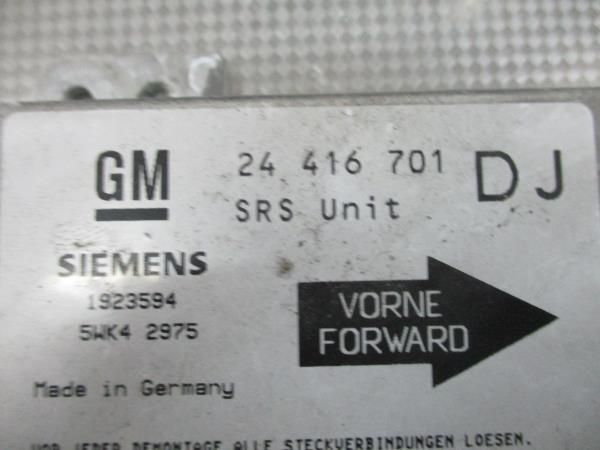 GM
24 416 701
DJ
SRS Unit
SIEMENS
1923594
5WK4 2975
VORNE
FORWARD
Made in Germany
VOR JEDER DEMONTAGE ALLE STECKVERBINDUNGEN LOESEN.